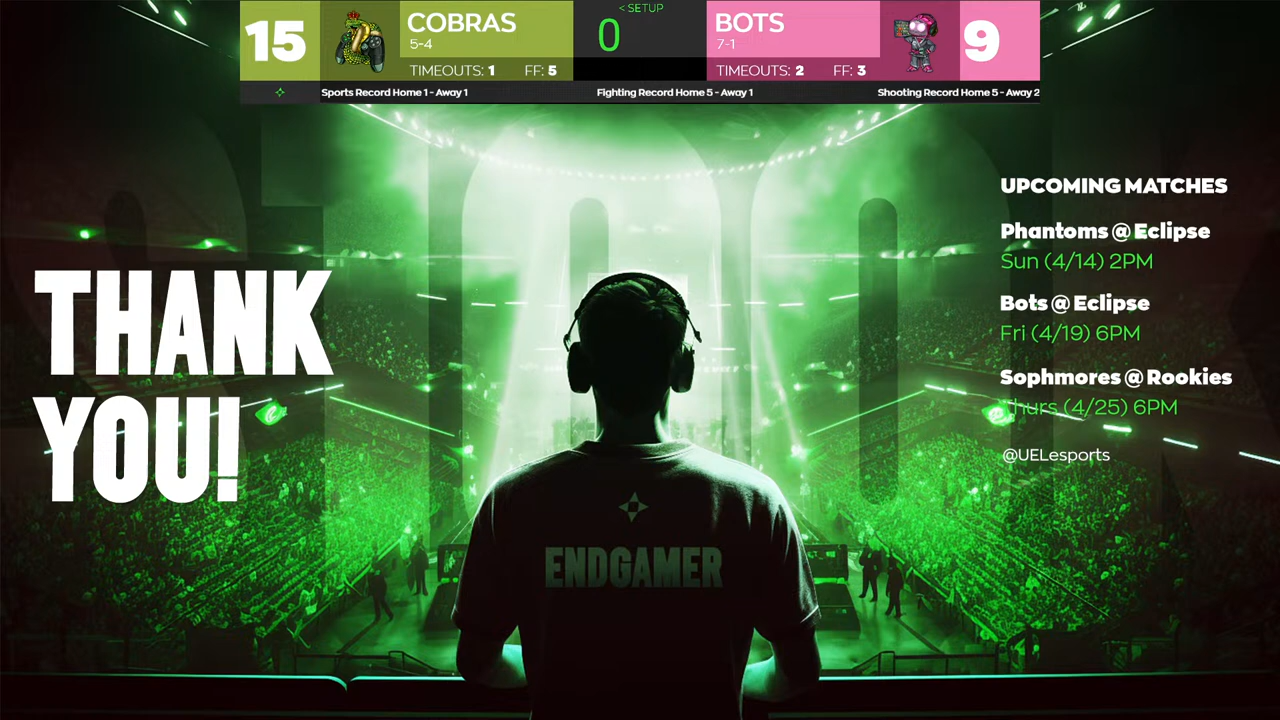 < SETUP
15
COBRAS
5-4
TIMEOUTS: 1 FF: 5
0
BOTS
7-1
TIMEOUTS: 2 FF: 3
9
Sports Record Home 1 - Away 1
Fighting Record Home 5 - Away 1
Shooting Record Home 5 - Away 2
THANK
YOU!
UPCOMING MATCHES
Phantoms @ Eclipse
Sun (4/14) 2PM
Bots @ Eclipse
Fri (4/19) 6PM
Sophmores @ Rookies
Thurs (4/25) 6PM
@UELesports
ENDGAMER